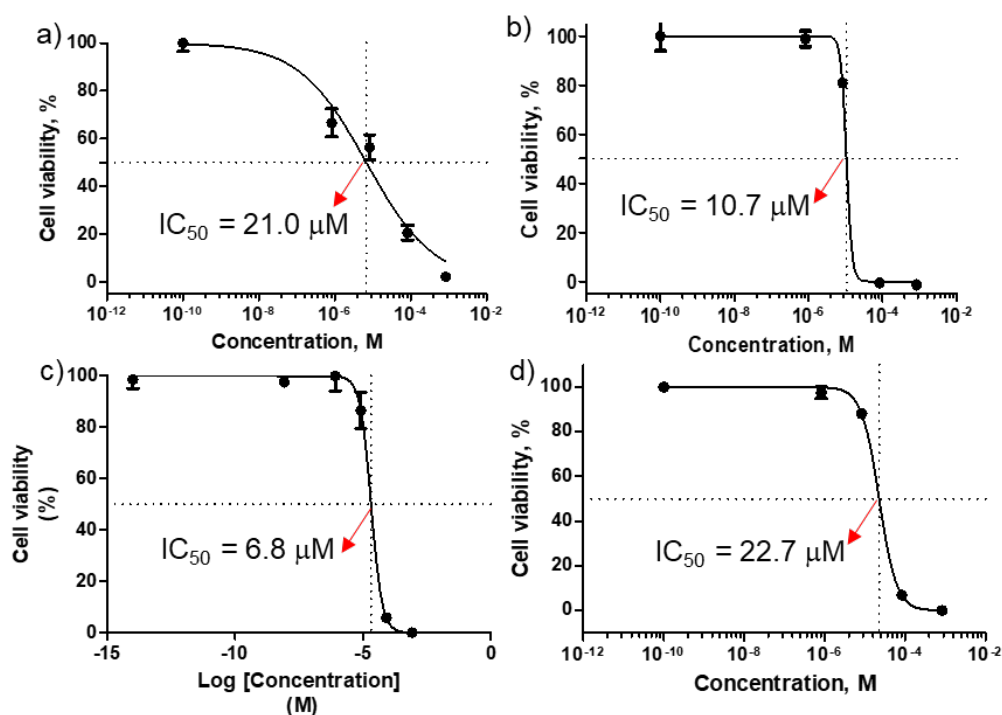 a)
100
80
60
40
20
0
Cell viability, %
IC50 = 21.0 μM
10-12 10-10 10-8 10-6 10-4 10-2
Concentration, M
b)
100
80
60
40
20
0
Cell viability, %
IC50 = 10.7 μM
10-12 10-10 10-8 10-6 10-4 10-2
Concentration, M
c)
100
80
60
40
20
0
Cell viability
(%)
IC50 = 6.8 μM
-15 -10 -5 0
Log [Concentration]
(M)
d)
100
80
60
40
20
0
Cell viability, %
IC50 = 22.7 μM
10-12 10-10 10-8 10-6 10-4 10-2
Concentration, M